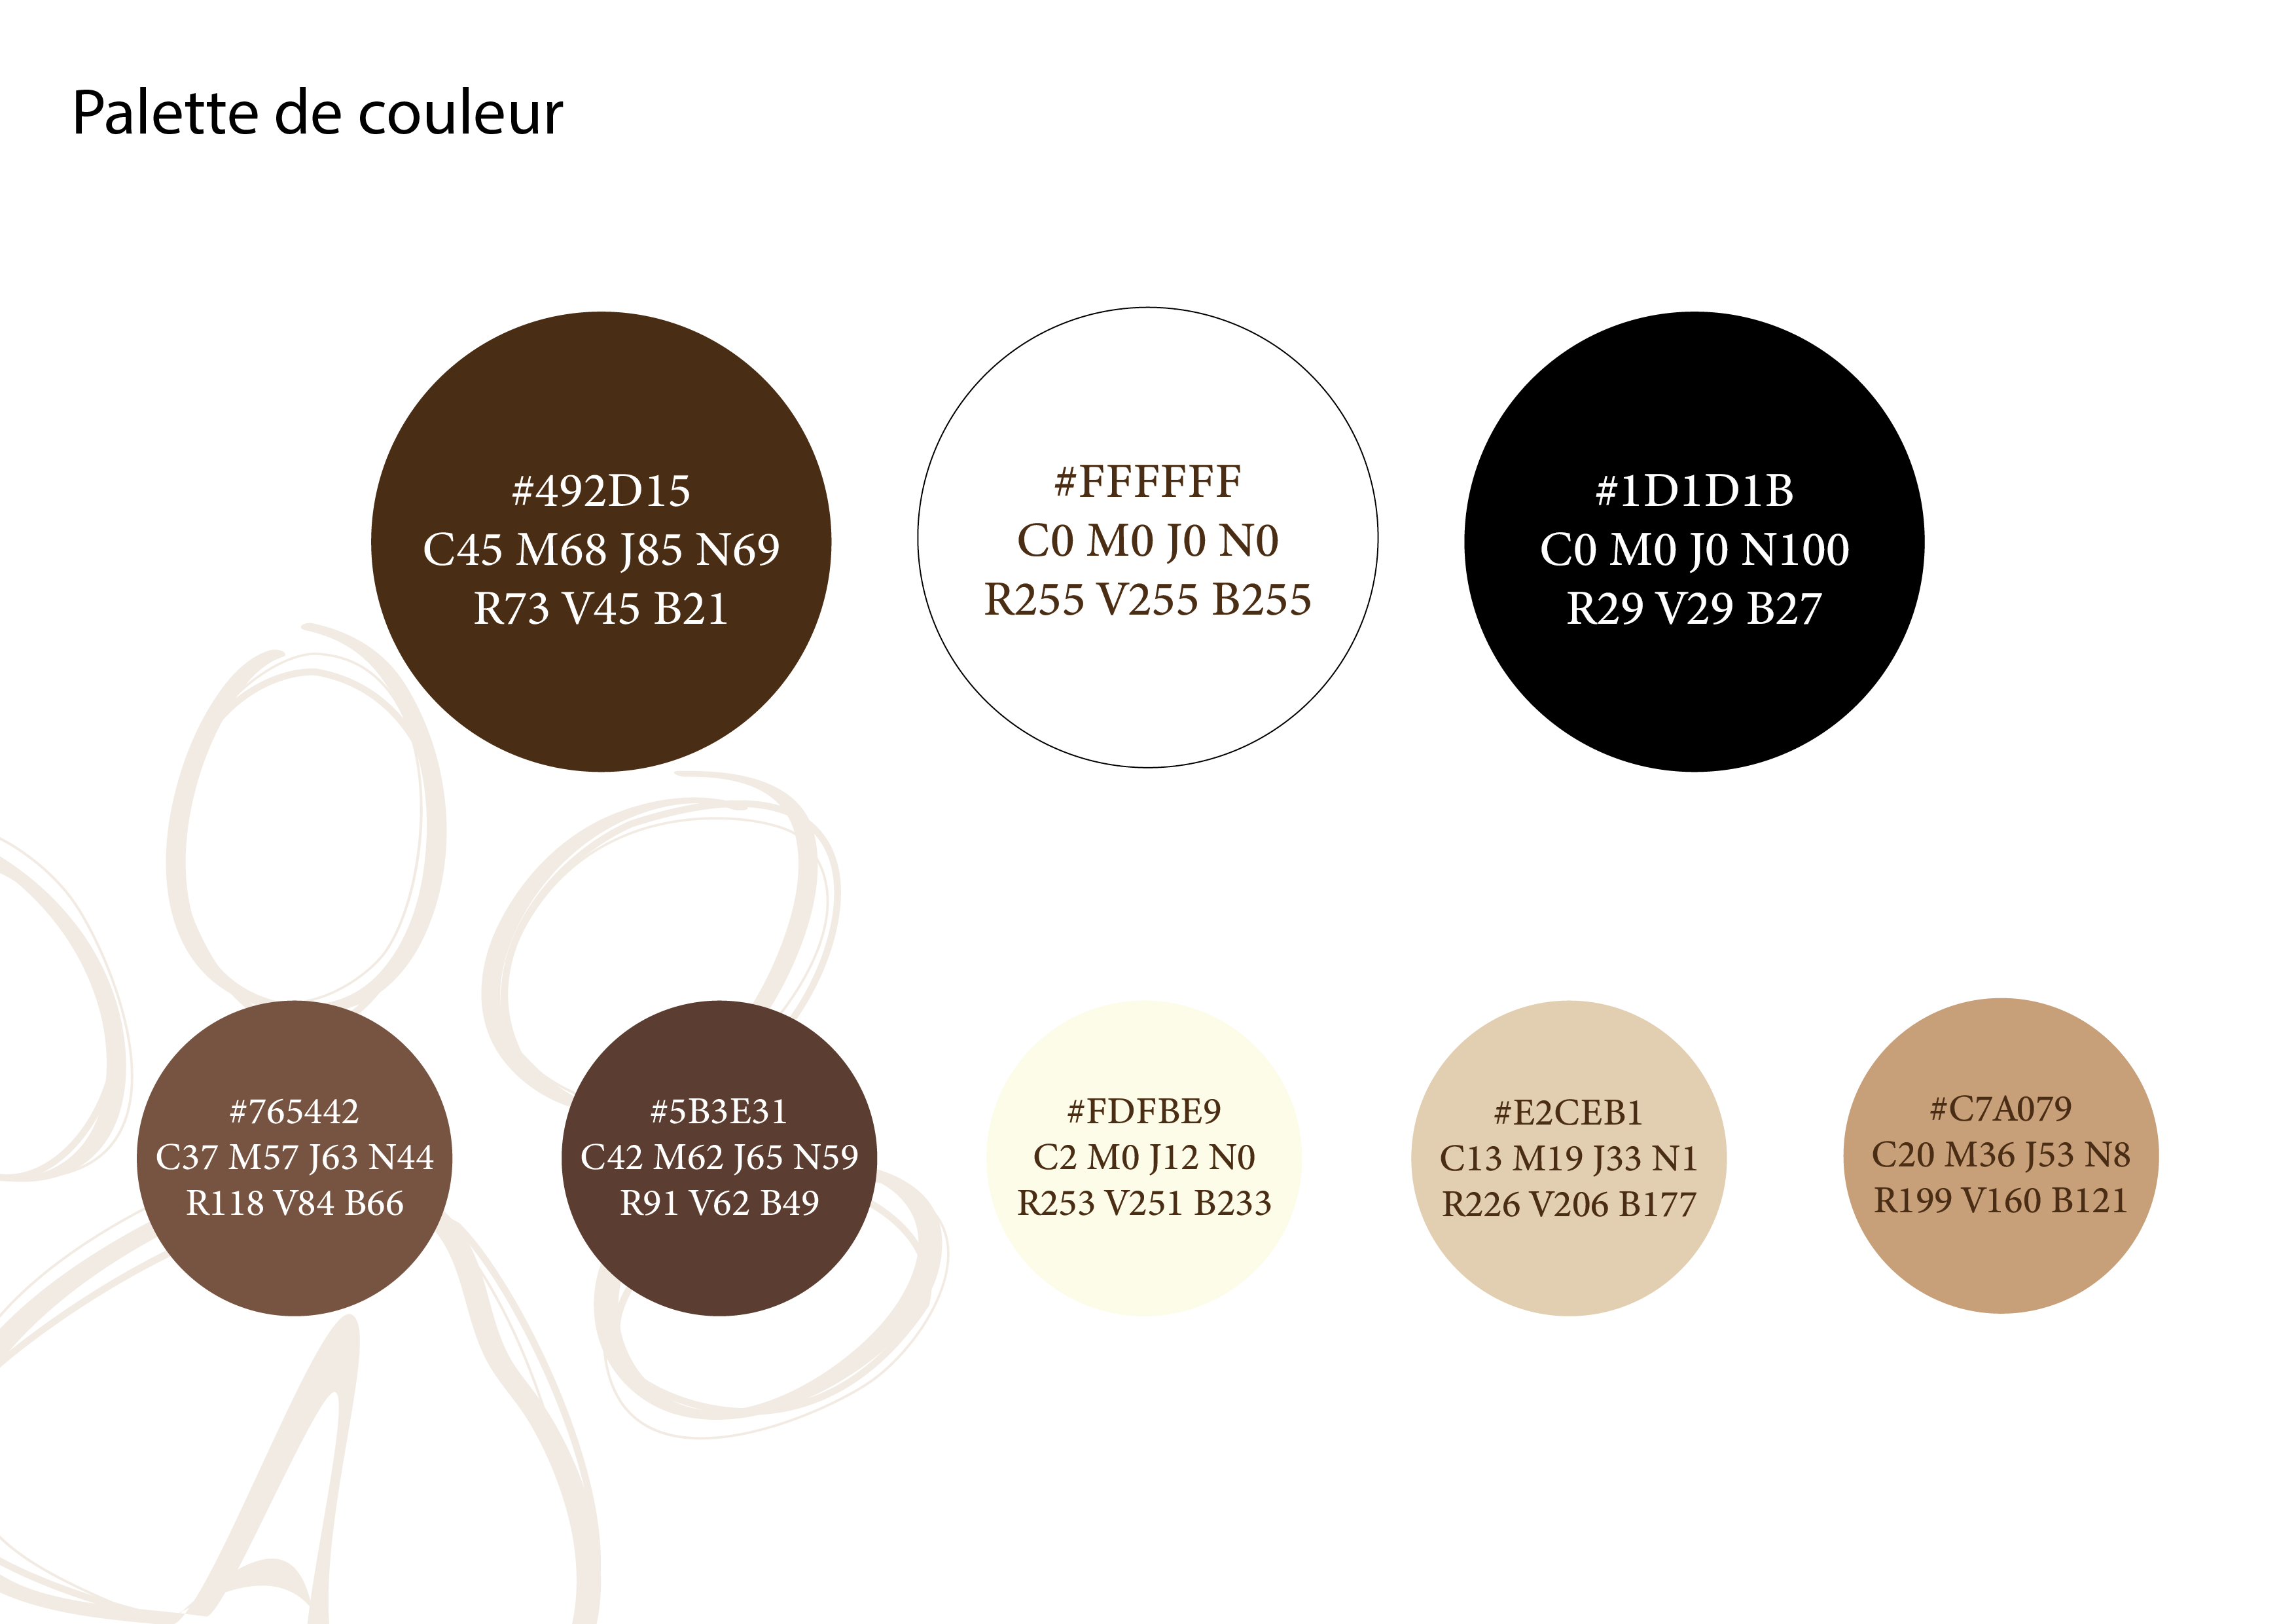 Palette de couleur
#492D15
C45 M68 J85 N69
R73 V45 B21
#FFFFFF
C0 M0 J0 N0
R255 V255 B255
#1D1D1B
C0 M0 J0 N100
R29 V29 B27
#765442
C37 M57 J63 N44
R118 V84 B66
#5B3E31
C42 M62 J65 N59
R91 V62 B49
#FDFBE9
C2 M0 J12 N0
R253 V251 B233
#E2CEB1
C13 M19 J33 N1
R226 V206 B177
#C7A079
C20 M36 J53 N8
R199 V160 B121